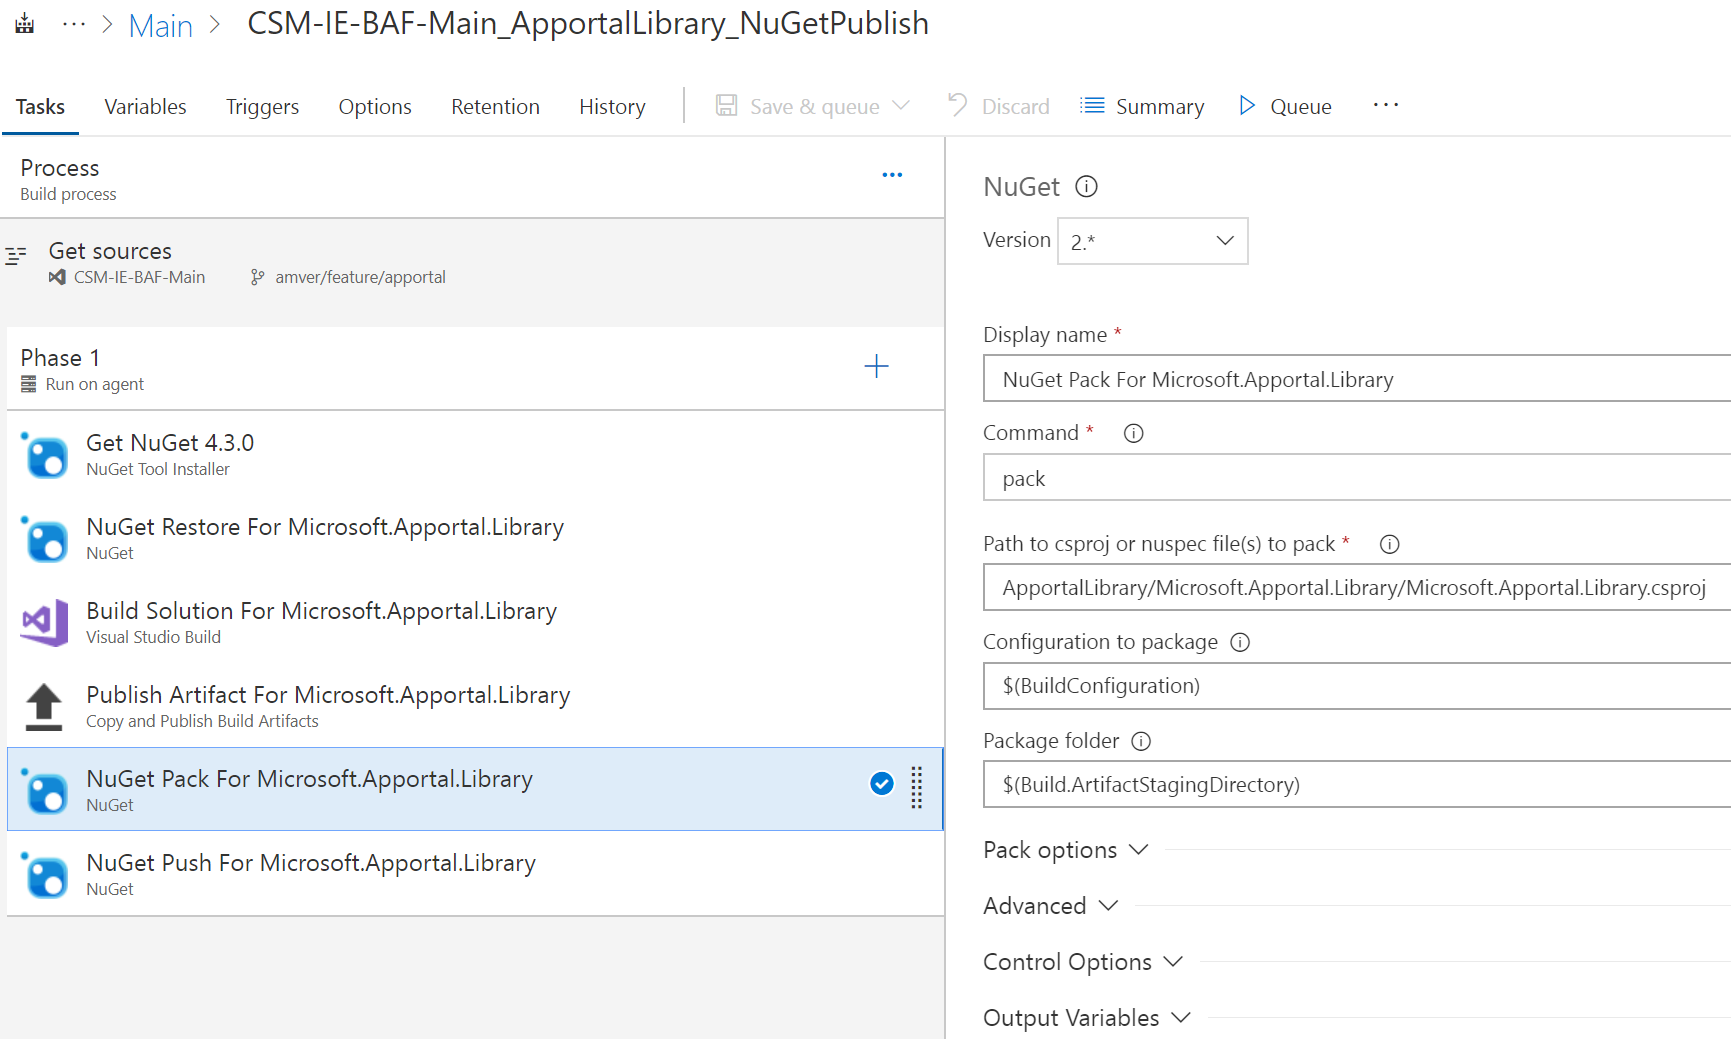 ... > Main > CSM-IE-BAF-Main_ApportalLibrary_NuGetPublish
Tasks Variables Triggers Options Retention History Save & queue Discard Summary Queue ...
Process
Build process
Get sources
CSM-IE-BAF-Main amver/feature/apportal
Phase 1
Run on agent
Get NuGet 4.3.0
NuGet Tool Installer
NuGet Restore For Microsoft.Apportal.Library
NuGet
Build Solution For Microsoft.Apportal.Library
Visual Studio Build
Publish Artifact For Microsoft.Apportal.Library
Copy and Publish Build Artifacts
NuGet Pack For Microsoft.Apportal.Library
NuGet
NuGet Push For Microsoft.Apportal.Library
NuGet
NuGet
Version 2.*
Display name *
NuGet Pack For Microsoft.Apportal.Library
Command *
pack
Path to csproj or nuspec file(s) to pack *
ApportalLibrary/Microsoft.Apportal.Library/Microsoft.Apportal.Library.csproj
Configuration to package
$(BuildConfiguration)
Package folder
$(Build.ArtifactStagingDirectory)
Pack options
Advanced
Control Options
Output Variables